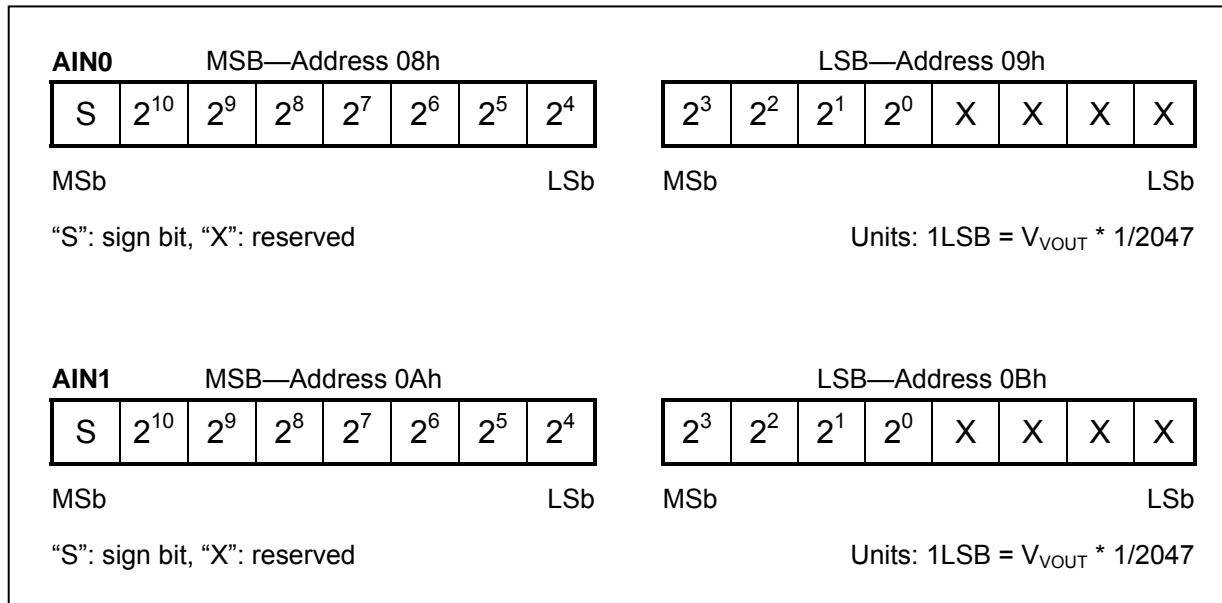 AIN0 MSB—Address 08h LSB—Address 09h
S 2^10 2^9 2^8 2^7 2^6 2^5 2^4 2^3 2^2 2^1 2^0 X X X X
MSb LSb MSb LSb
“S”: sign bit, “X”: reserved Units: 1LSB = V_VOUT * 1/2047
AIN1 MSB—Address 0Ah LSB—Address 0Bh
S 2^10 2^9 2^8 2^7 2^6 2^5 2^4 2^3 2^2 2^1 2^0 X X X X
MSb LSb MSb LSb
“S”: sign bit, “X”: reserved Units: 1LSB = V_VOUT * 1/2047